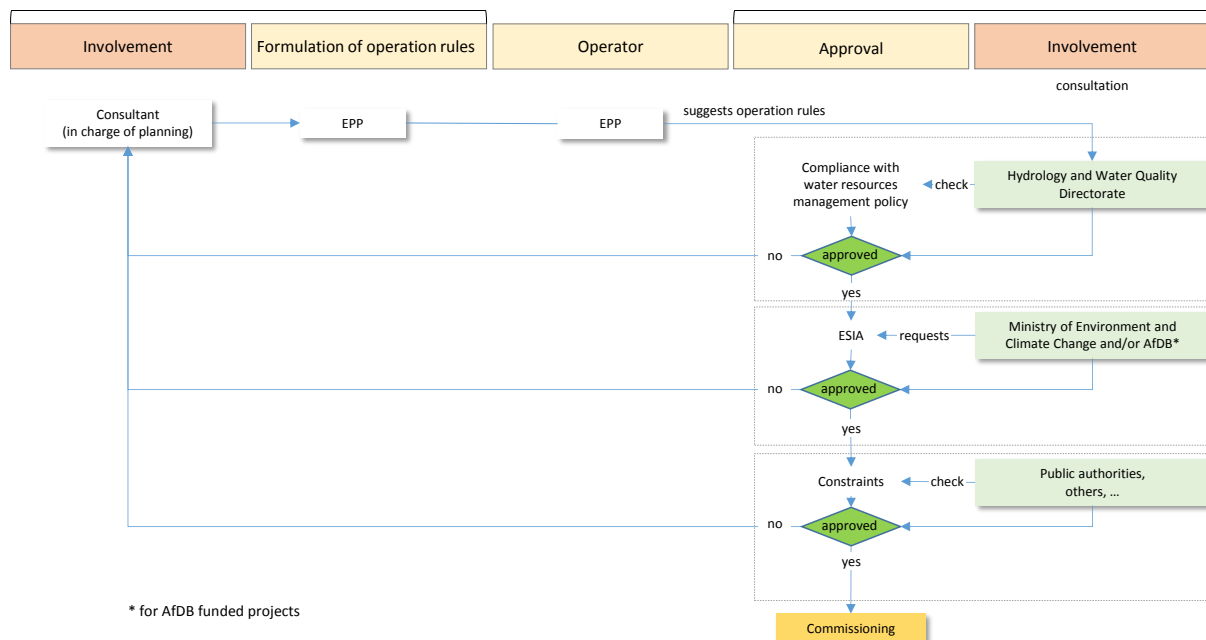 Involvement
Formulation of operation rules
Operator
Approval
Involvement
consultation
Consultant
(in charge of planning)
EPP
EPP
suggests operation rules
Compliance with
water resources
management policy
check
Hydrology and Water Quality
Directorate
no
approved
yes
ESIA
requests
Ministry of Environment and
Climate Change and/or AfDB*
no
approved
yes
Constraints
check
Public authorities,
others, ...
no
approved
yes
* for AfDB funded projects
Commissioning